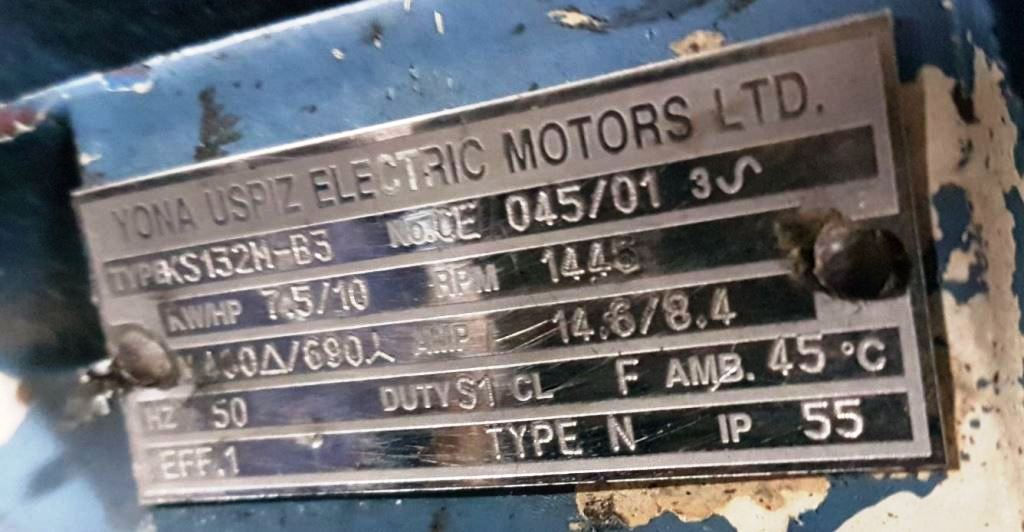 YONA USPIZ ELECTRIC MOTORS LTD.
TYPE KS132M-B3 No.OE 045/01 3∿
KW/HP 7.5/10 RPM 1445
V 400Δ/690⅄ AMP 14.6/8.4
HZ 50 DUTY S1 CL F AMB. 45 °C
EFF.1 TYPE N IP 55